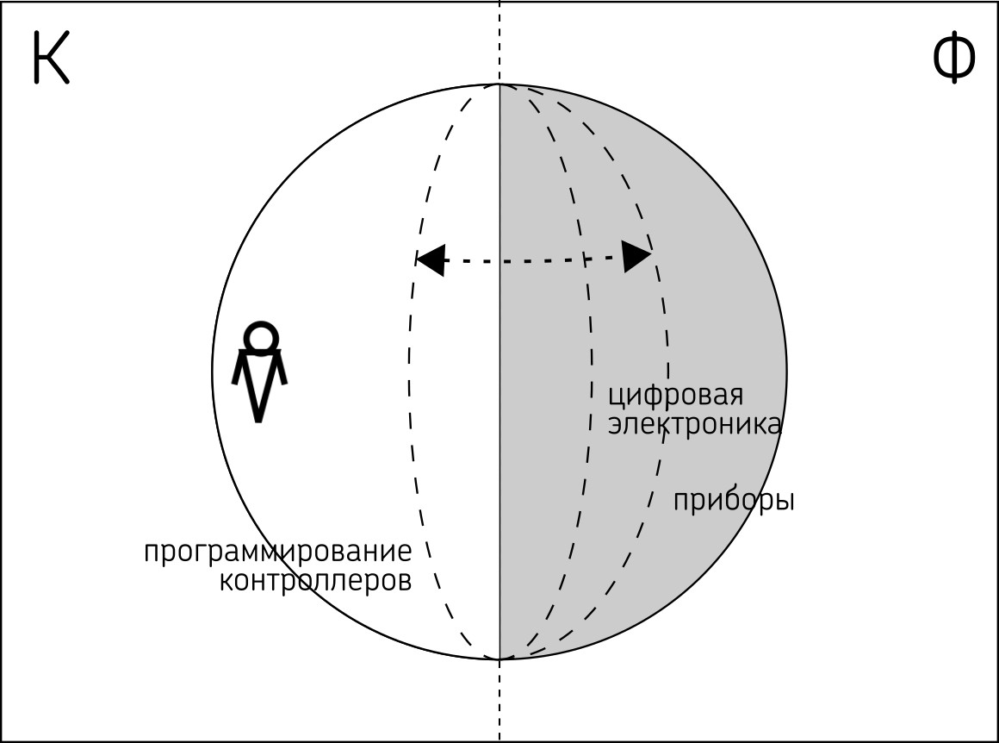 К
Ф
цифровая
электроника
приборы
программирование
контроллеров